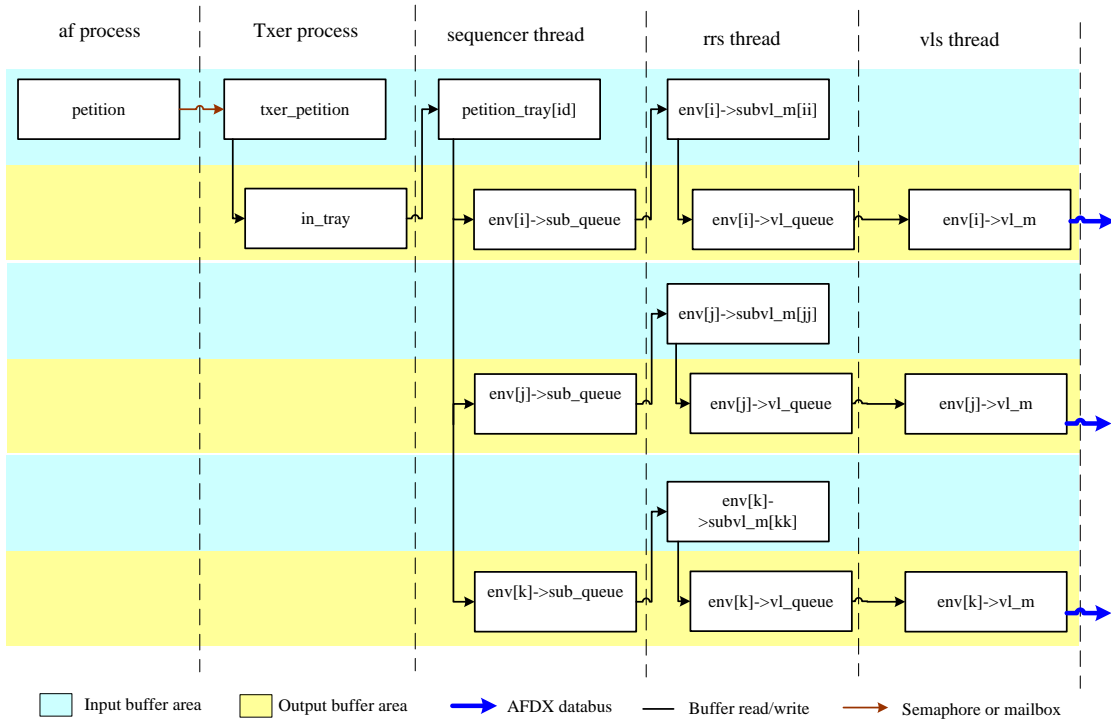 af process
Txer process
sequencer thread
rrs thread
vls thread
petition
txer_petition
petition_tray[id]
env[i]->subvl_m[ii]
in_tray
env[i]->sub_queue
env[i]->vl_queue
env[i]->vl_m
env[j]->subvl_m[jj]
env[j]->sub_queue
env[j]->vl_queue
env[j]->vl_m
env[k]-
>subvl_m[kk]
env[k]->sub_queue
env[k]->vl_queue
env[k]->vl_m
Input buffer area
Output buffer area
AFDX databus
Buffer read/write
Semaphore or mailbox